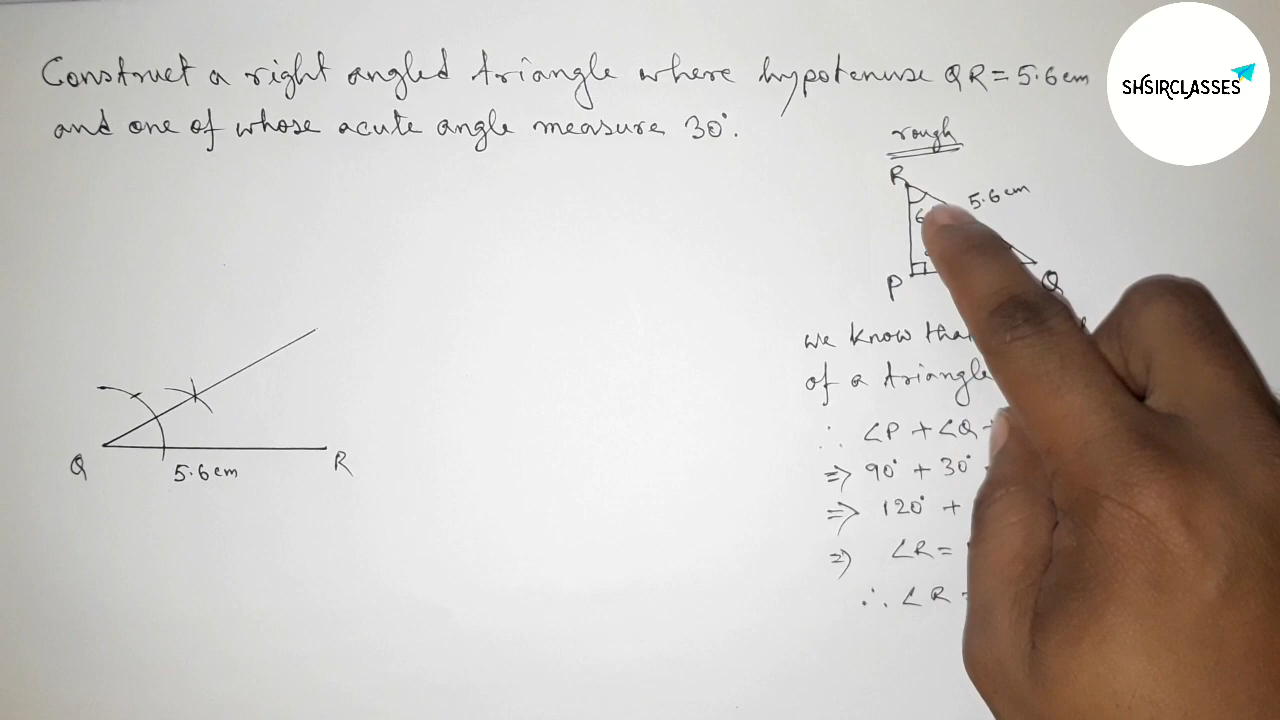 Construct a right angled triangle where hypotenuse QR = 5.6 cm
and one of whose acute angle measure 30°.
SHSIRCLASSES
rough
R
5.6 cm
6
P
Q
we know tha
of a triangle
∴ ∠P + ∠Q +
⇒ 90° + 30°
⇒ 120° +
⇒ ∠R =
∴ ∠R
Q
5.6 cm
R